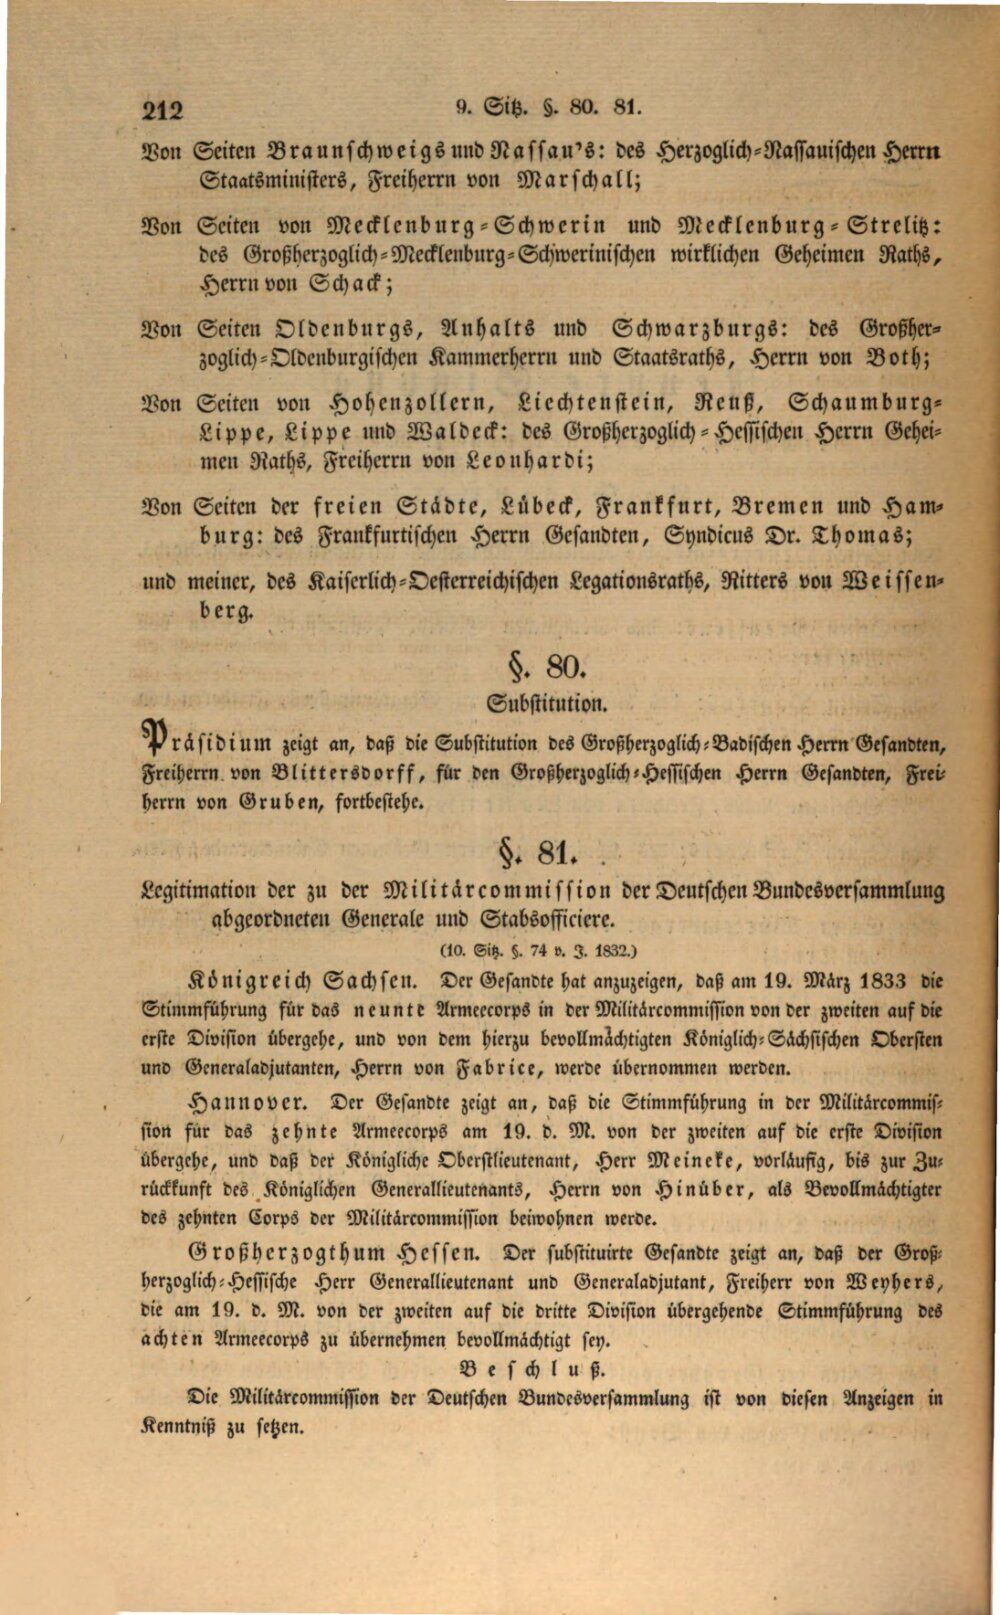 212 9. Sitz. §. 80. 81.
Von Seiten Braunschweigs und Nassau's: des Herzoglich-Nassauischen Herrn
Staatsministers, Freiherrn von Marschall;
Von Seiten von Mecklenburg-Schwerin und Mecklenburg-Strelitz:
des Großherzoglich-Mecklenburg-Schwerinischen wirklichen Geheimen Raths,
Herrn von Schack;
Von Seiten Oldenburgs, Anhalts und Schwarzburgs: des Großher-
zoglich-Oldenburgischen Kammerherrn und Staatsraths, Herrn von Both;
Von Seiten von Hohenzollern, Liechtenstein, Reuß, Schaumburg-
Lippe, Lippe und Waldeck: des Großherzoglich-Hessischen Herrn Gehei-
men Raths, Freiherrn von Leonhardi;
Von Seiten der freien Städte, Lübeck, Frankfurt, Bremen und Ham-
burg: des Frankfurtischen Herrn Gesandten, Syndicus Dr. Thomas;
und meiner, des Kaiserlich-Oesterreichischen Legationsraths, Ritters von Weissen-
berg.
§. 80.
Substitution.
Präsidium zeigt an, daß die Substitution des Großherzoglich-Badischen Herrn Gesandten,
Freiherrn von Blittersdorff, für den Großherzoglich-Hessischen Herrn Gesandten, Frei-
herrn von Gruben, fortbestehe.
§. 81.
Legitimation der zu der Militärcommission der Deutschen Bundesversammlung
abgeordneten Generale und Stabsofficiere.
(10. Sitz. §. 74 v. J. 1832.)
Königreich Sachsen. Der Gesandte hat anzuzeigen, daß am 19. März 1833 die
Stimmführung für das neunte Armeecorps in der Militärcommission von der zweiten auf die
erste Division übergehe, und von dem hierzu bevollmächtigten Königlich-Sächsischen Obersten
und Generaladjutanten, Herrn von Fabrice, werde übernommen werden.
Hannover. Der Gesandte zeigt an, daß die Stimmführung in der Militärcommis-
sion für das zehnte Armeecorps am 19. d. M. von der zweiten auf die erste Division
übergehe, und daß der Königliche Oberstlieutenant, Herr Meineke, vorläufig, bis zur Zu-
rückkunft des Königlichen Generallieutenants, Herrn von Hinüber, als Bevollmächtigter
des zehnten Corps der Militärcommission beiwohnen werde.
Großherzogthum Hessen. Der substituirte Gesandte zeigt an, daß der Groß-
herzoglich-Hessische Herr Generallieutenant und Generaladjutant, Freiherr von Weyhers,
die am 19. d. M. von der zweiten auf die dritte Division übergehende Stimmführung des
achten Armeecorps zu übernehmen bevollmächtigt sey.
Beschluß.
Die Militärcommission der Deutschen Bundesversammlung ist von diesen Anzeigen in
Kenntniß zu setzen.